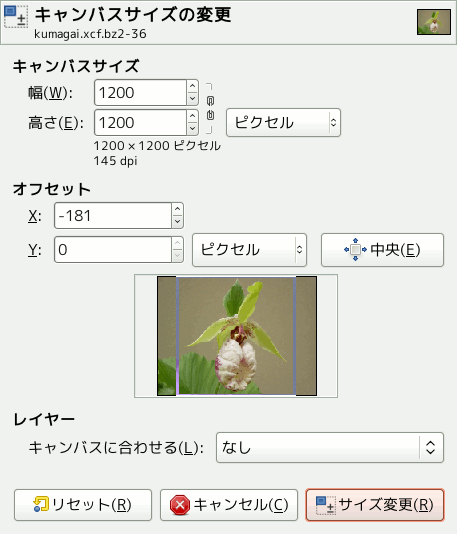 キャンバスサイズの変更
kumagai.xcf.bz2-36
キャンバスサイズ
幅(W): 1200
高さ(E): 1200 ピクセル
1200 × 1200 ピクセル
145 dpi
オフセット
X: -181
Y: 0 ピクセル 中央(E)
レイヤー
キャンバスに合わせる(L): なし
リセット(R) キャンセル(C) サイズ変更(R)